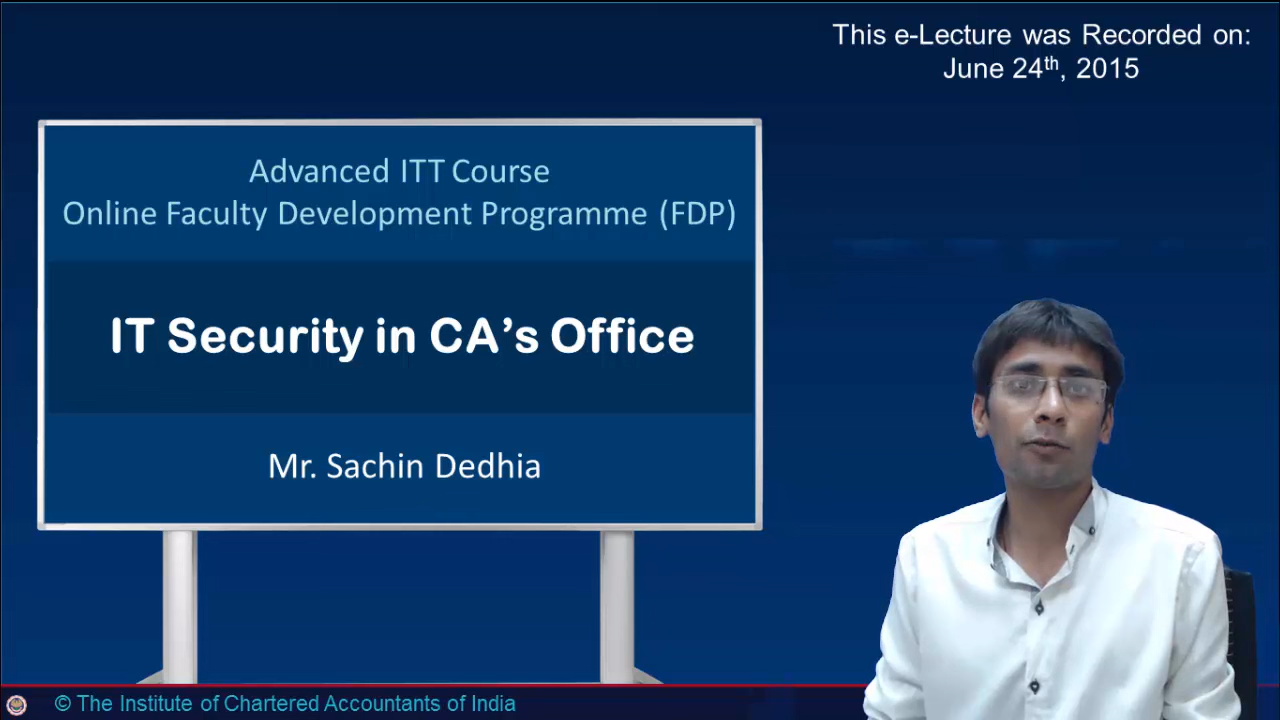 This e-Lecture was Recorded on:
June 24th, 2015
Advanced ITT Course
Online Faculty Development Programme (FDP)
IT Security in CA's Office
Mr. Sachin Dedhia
© The Institute of Chartered Accountants of India